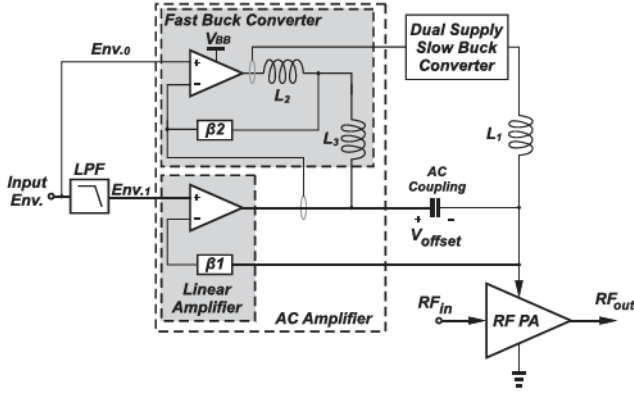 Fast Buck Converter
Env.0
VBB
Dual Supply
Slow Buck
Converter
L2
β2
L3
L1
LPF
Input
Env.
Env.1
AC
Coupling
+ -
Voffset
+
-
+
-
β1
Linear
Amplifier
AC Amplifier
RFin
RF PA
RFout